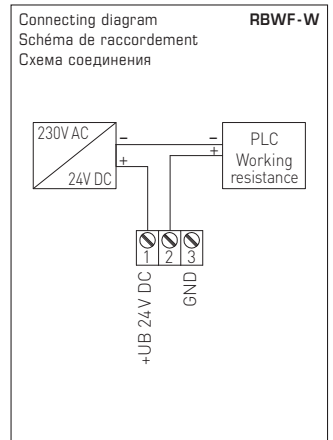 Connecting diagram RBWF-W
Schéma de raccordement
Схема соединения
230V AC
24V DC
–
+
–
+
PLC
Working
resistance
1 2 3
+UB 24V DC
GND